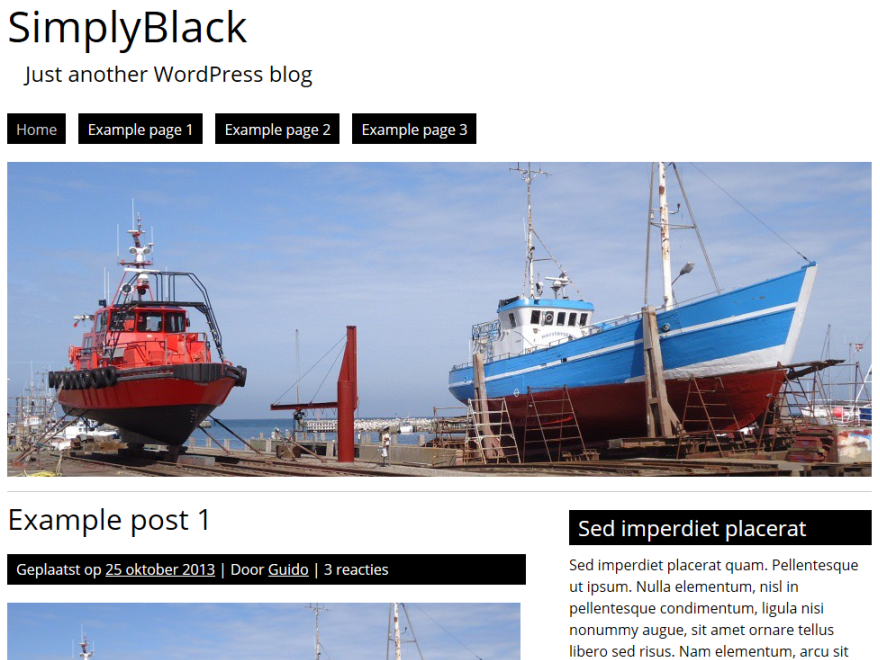 SimplyBlack
Just another WordPress blog
Home Example page 1 Example page 2 Example page 3
Example post 1
Geplaatst op 25 oktober 2013 | Door Guido | 3 reacties
Sed imperdiet placerat
Sed imperdiet placerat quam. Pellentesque
ut ipsum. Nulla elementum, nisl in
pellentesque condimentum, ligula nisi
nonummy augue, sit amet ornare tellus
libero sed risus. Nam elementum, arcu sit